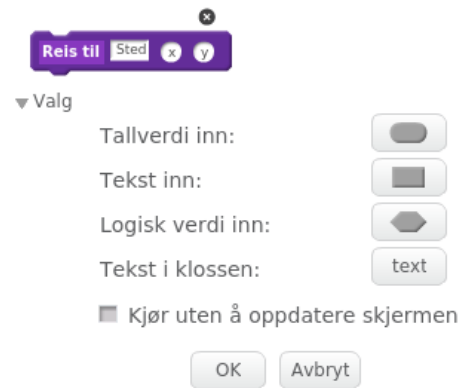 Reis til Sted x y
Valg
Tallverdi inn:
Tekst inn:
Logisk verdi inn:
Tekst i klossen: text
Kjør uten å oppdatere skjermen
OK Avbryt